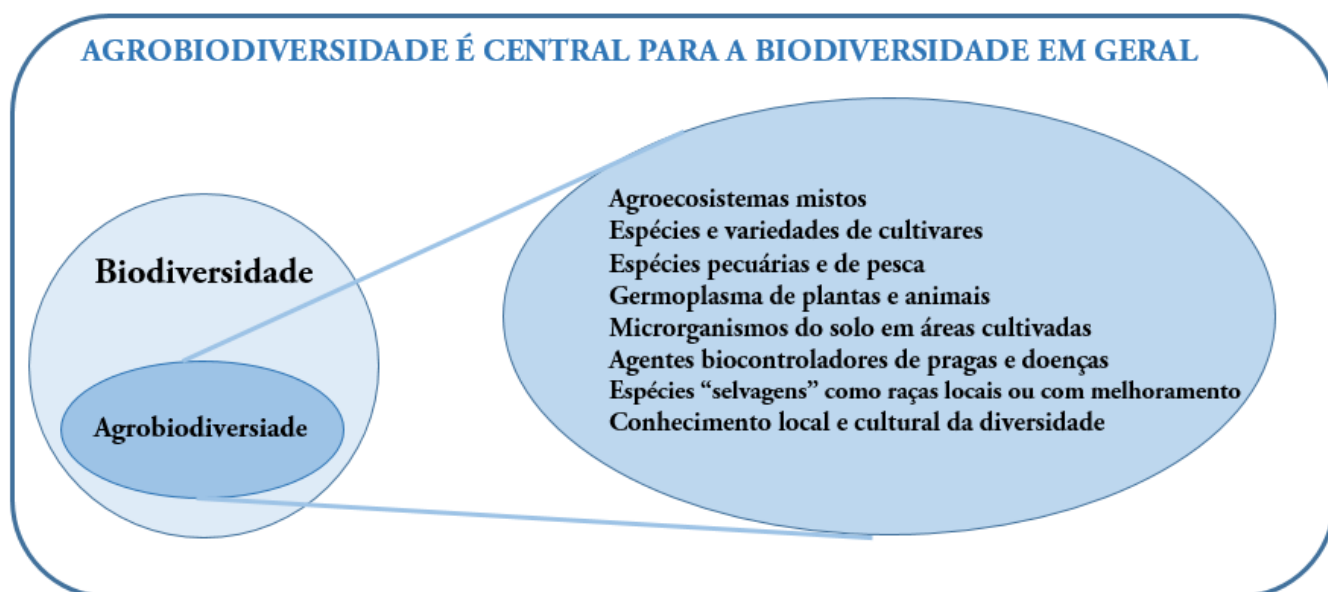 AGROBIODIVERSIDADE É CENTRAL PARA A BIODIVERSIDADE EM GERAL
Biodiversidade
Agrobiodiversiade
Agroecosistemas mistos
Espécies e variedades de cultivares
Espécies pecuárias e de pesca
Germoplasma de plantas e animais
Microrganismos do solo em áreas cultivadas
Agentes biocontroladores de pragas e doenças
Espécies “selvagens” como raças locais ou com melhoramento
Conhecimento local e cultural da diversidade